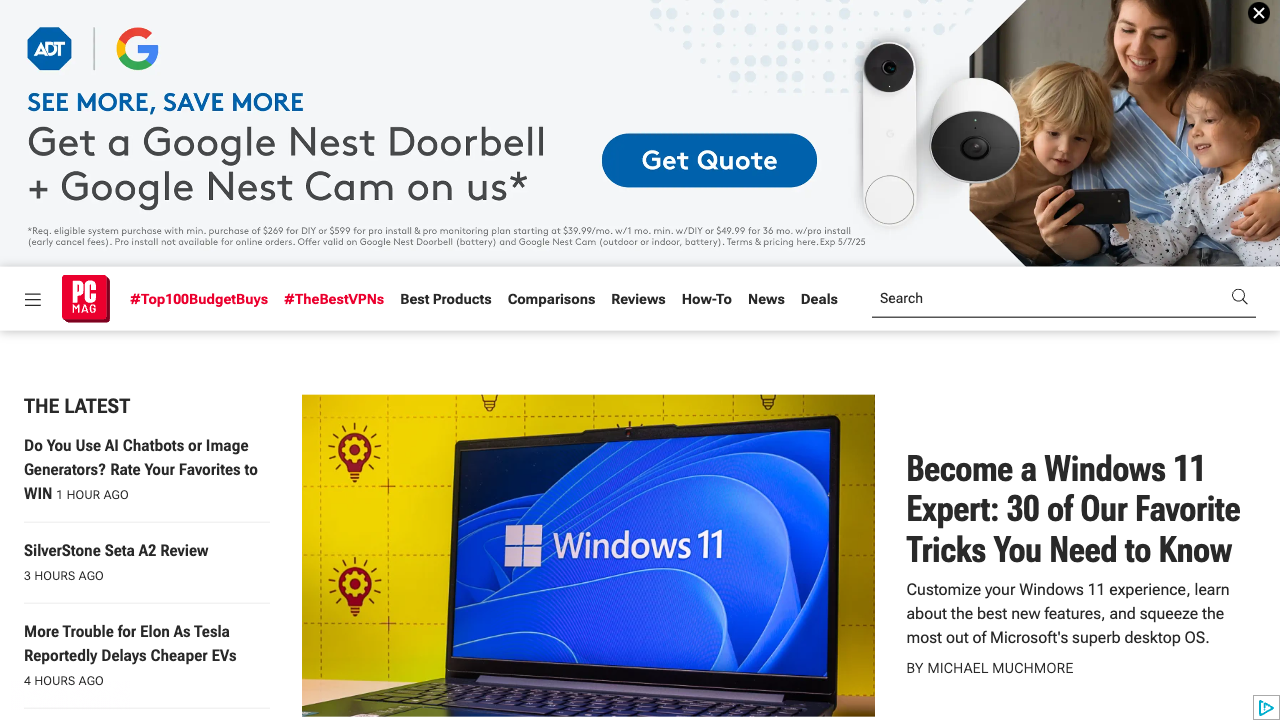 ADT
SEE MORE, SAVE MORE
Get a Google Nest Doorbell
+ Google Nest Cam on us*
Get Quote
*Req. eligible system purchase with min. purchase of $269 for DIY or $599 for pro install & pro monitoring plan starting at $39.99/mo. w/1 mo. min. w/DIY or $49.99 for 36 mo. w/pro install
(early cancel fees). Pro install not available for online orders. Offer valid on Google Nest Doorbell (battery) and Google Nest Cam (outdoor or indoor, battery). Terms & pricing here. Exp 5/7/25
PC
MAG
#Top100BudgetBuys #TheBestVPNs Best Products Comparisons Reviews How-To News Deals Search
THE LATEST
Do You Use AI Chatbots or Image
Generators? Rate Your Favorites to
WIN 1 HOUR AGO
SilverStone Seta A2 Review
3 HOURS AGO
More Trouble for Elon As Tesla
Reportedly Delays Cheaper EVs
4 HOURS AGO
Windows 11
Become a Windows 11
Expert: 30 of Our Favorite
Tricks You Need to Know
Customize your Windows 11 experience, learn
about the best new features, and squeeze the
most out of Microsoft's superb desktop OS.
BY MICHAEL MUCHMORE